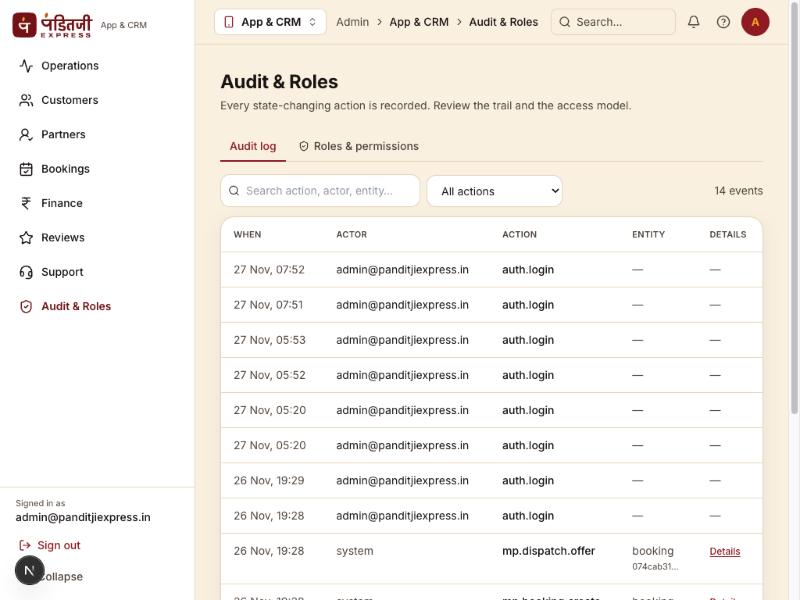 पंडितजी
EXPRESS
App & CRM
Operations
Customers
Partners
Bookings
Finance
Reviews
Support
Audit & Roles
Signed in as
admin@panditjiexpress.in
Sign out
N
App & CRM
Admin > App & CRM > Audit & Roles
Search...
A
Audit & Roles
Every state-changing action is recorded. Review the trail and the access model.
Audit log
Roles & permissions
Search action, actor, entity...
All actions
14 events
WHEN ACTOR ACTION ENTITY DETAILS
27 Nov, 07:52 admin@panditjiexpress.in auth.login — —
27 Nov, 07:51 admin@panditjiexpress.in auth.login — —
27 Nov, 05:53 admin@panditjiexpress.in auth.login — —
27 Nov, 05:52 admin@panditjiexpress.in auth.login — —
27 Nov, 05:20 admin@panditjiexpress.in auth.login — —
27 Nov, 05:20 admin@panditjiexpress.in auth.login — —
26 Nov, 19:29 admin@panditjiexpress.in auth.login — —
26 Nov, 19:28 admin@panditjiexpress.in auth.login — —
26 Nov, 19:28 system mp.dispatch.offer booking Details
074cab31...